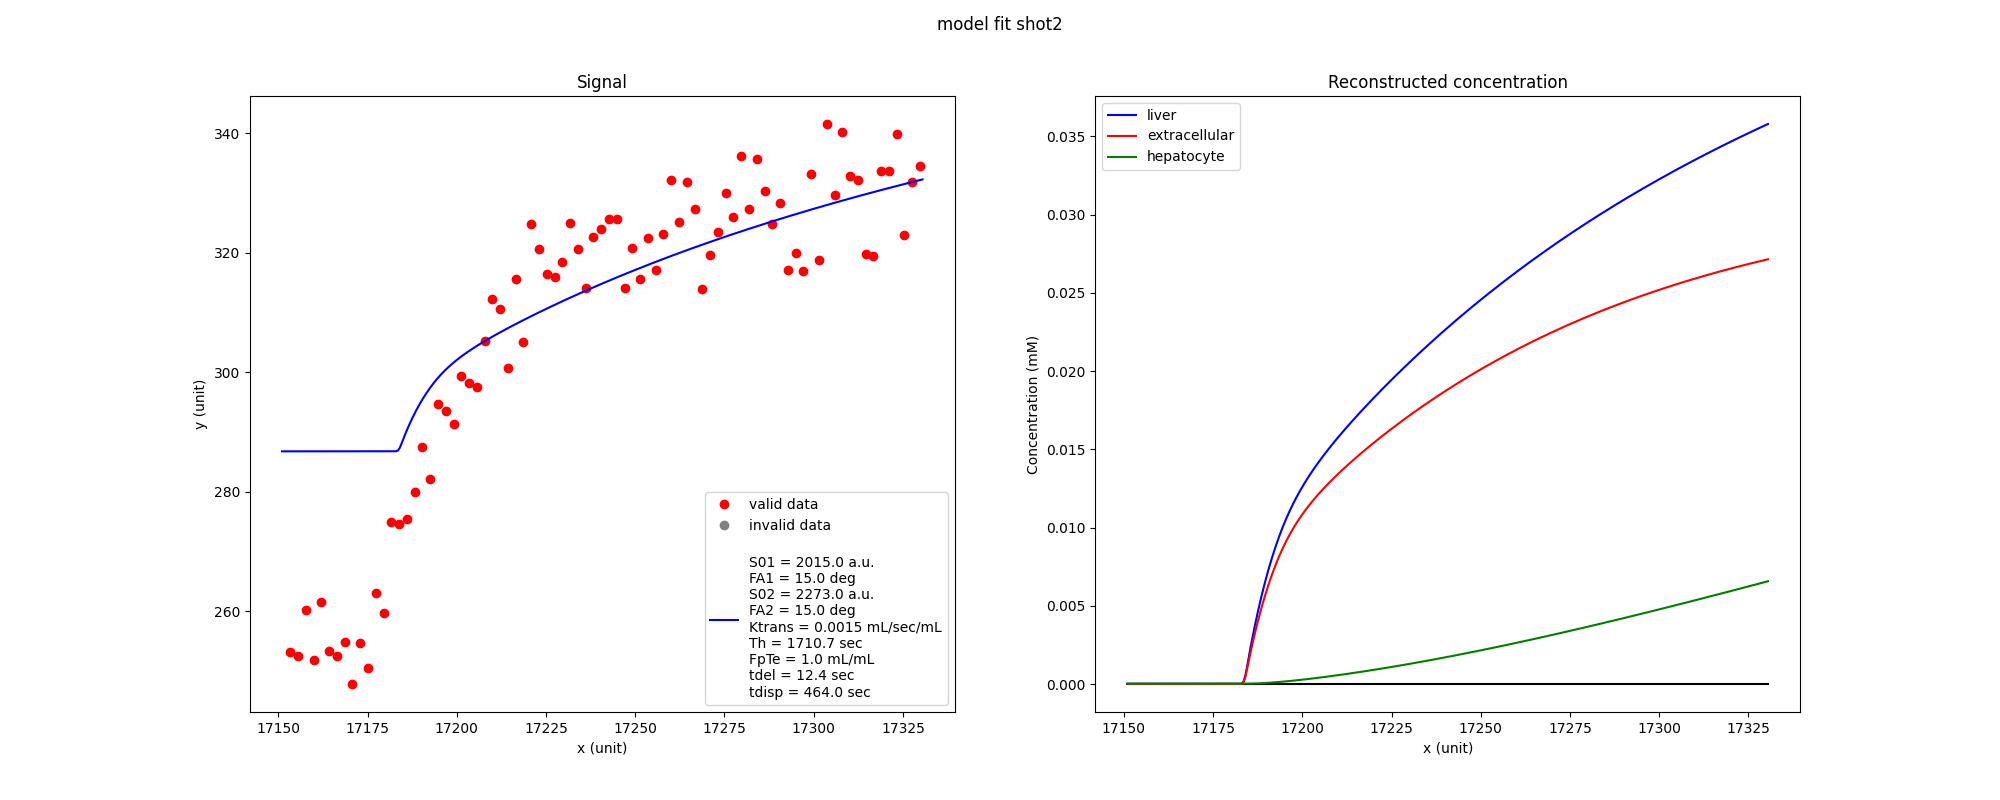 model fit shot2
Signal
340
320
300
280
260
y (unit)
valid data
invalid data
S01 = 2015.0 a.u.
FA1 = 15.0 deg
S02 = 2273.0 a.u.
FA2 = 15.0 deg
Ktrans = 0.0015 mL/sec/mL
Th = 1710.7 sec
FpTe = 1.0 mL/mL
tdel = 12.4 sec
tdisp = 464.0 sec
17150 17175 17200 17225 17250 17275 17300 17325
x (unit)
Reconstructed concentration
liver
extracellular
hepatocyte
0.035
0.030
0.025
0.020
0.015
0.010
0.005
0.000
Concentration (mM)
17150 17175 17200 17225 17250 17275 17300 17325
x (unit)